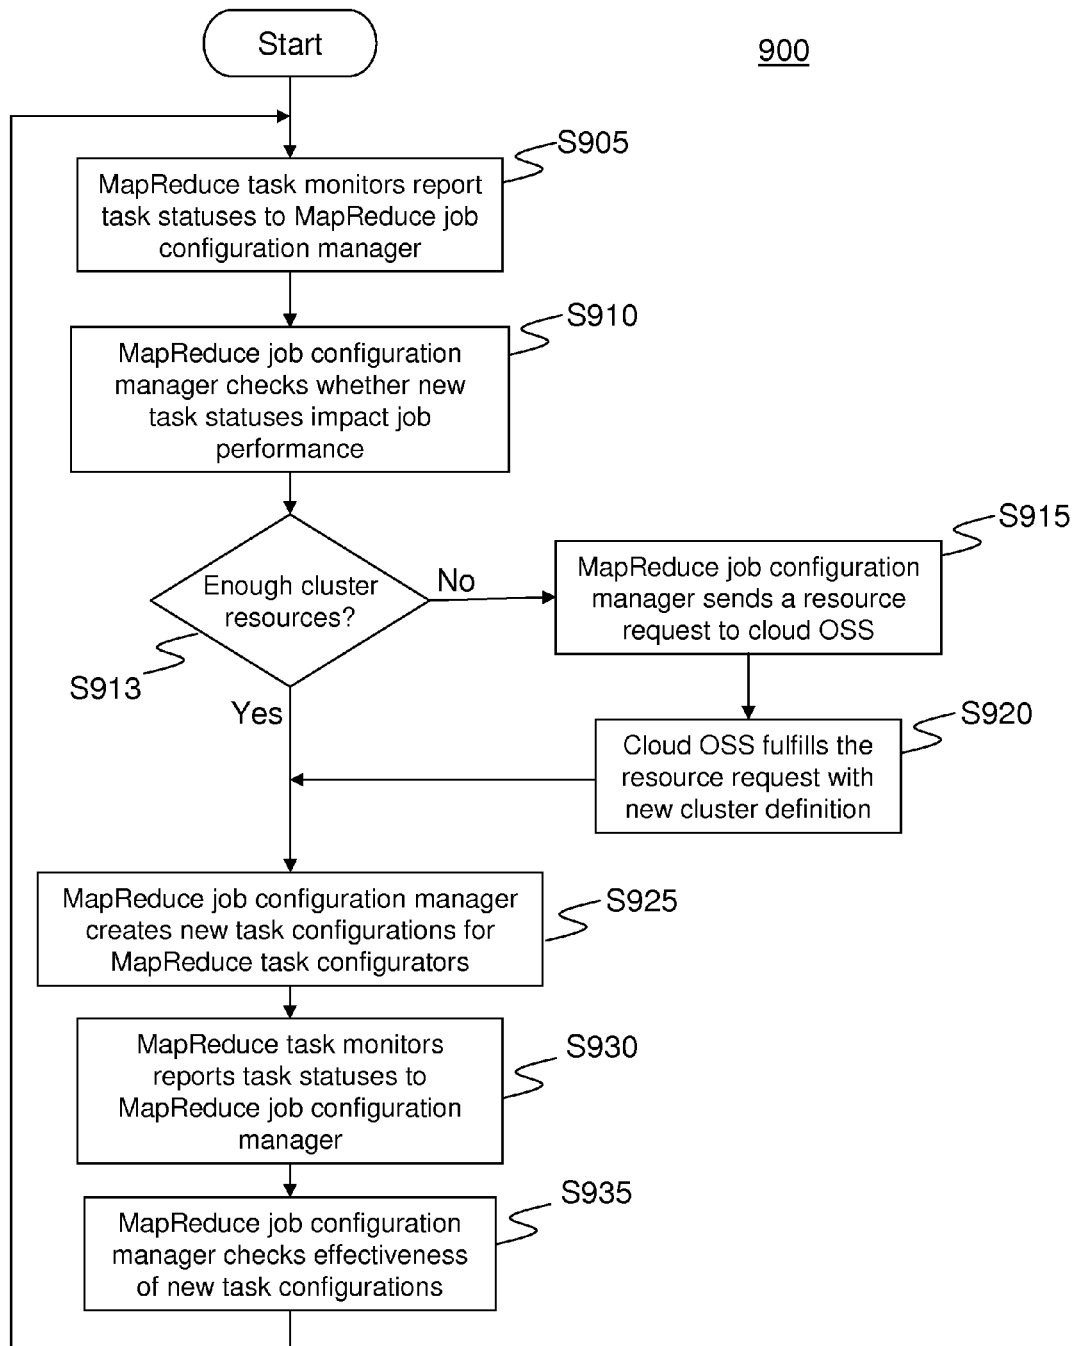 Start
900
S905
MapReduce task monitors report
task statuses to MapReduce job
configuration manager
S910
MapReduce job configuration
manager checks whether new
task statuses impact job
performance
Enough cluster
resources?
No
S913
Yes
S915
MapReduce job configuration
manager sends a resource
request to cloud OSS
S920
Cloud OSS fulfills the
resource request with
new cluster definition
MapReduce job configuration manager
creates new task configurations for
MapReduce task configurators
S925
MapReduce task monitors
reports task statuses to
MapReduce job configuration
manager
S930
MapReduce job configuration
manager checks effectiveness
of new task configurations
S935